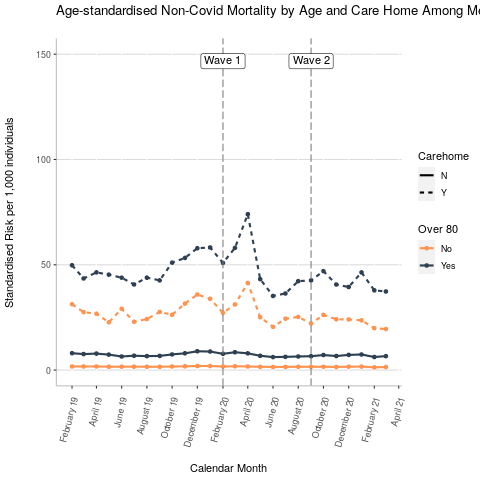 Age-standardised Non-Covid Mortality by Age and Care Home Among Me
150
Wave 1
Wave 2
100
50
0
Standardised Risk per 1,000 individuals
Carehome
N
Y
Over 80
No
Yes
February 19
April 19
June 19
August 19
October 19
December 19
February 20
April 20
June 20
August 20
October 20
December 20
February 21
April 21
Calendar Month